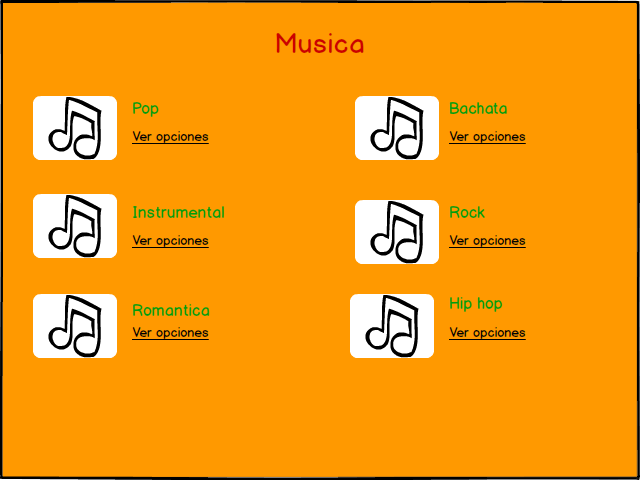 Musica
Pop
Ver opciones
Bachata
Ver opciones
Instrumental
Ver opciones
Rock
Ver opciones
Romantica
Ver opciones
Hip hop
Ver opciones